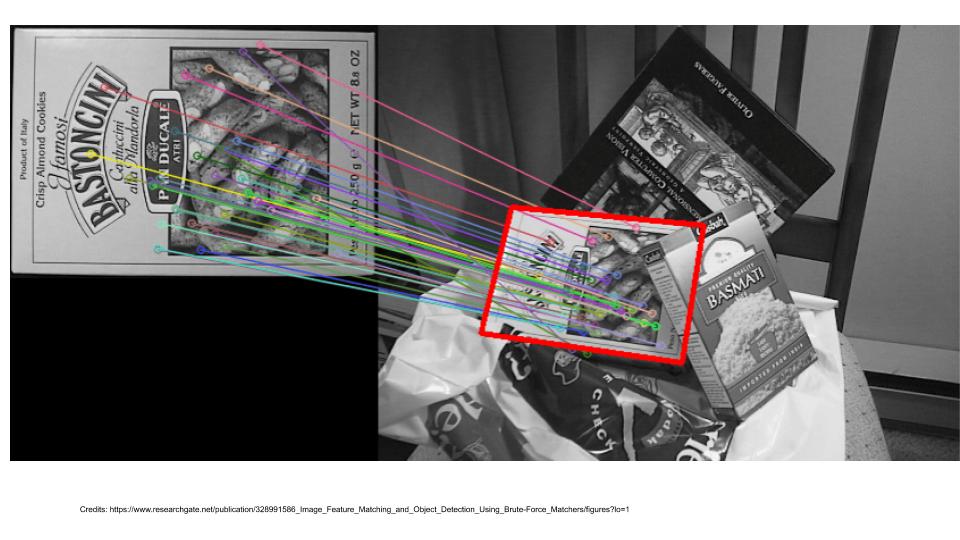 Product of Italy
Crisp Almond Cookies
Famosi
BASTONCINI
Cantuccini
alla Mandorla
PAN DUCALE
ATRI
250 g e NET WT 8.8 OZ
OLIVIER FAUGERAS
COMPUTER VISION
PREMIUM QUALITY
BASMATI
IMPORTED FROM INDIA
CHECK
Kodak
Credits: https://www.researchgate.net/publication/328991586_Image_Feature_Matching_and_Object_Detection_Using_Brute-Force_Matchers/figures?lo=1